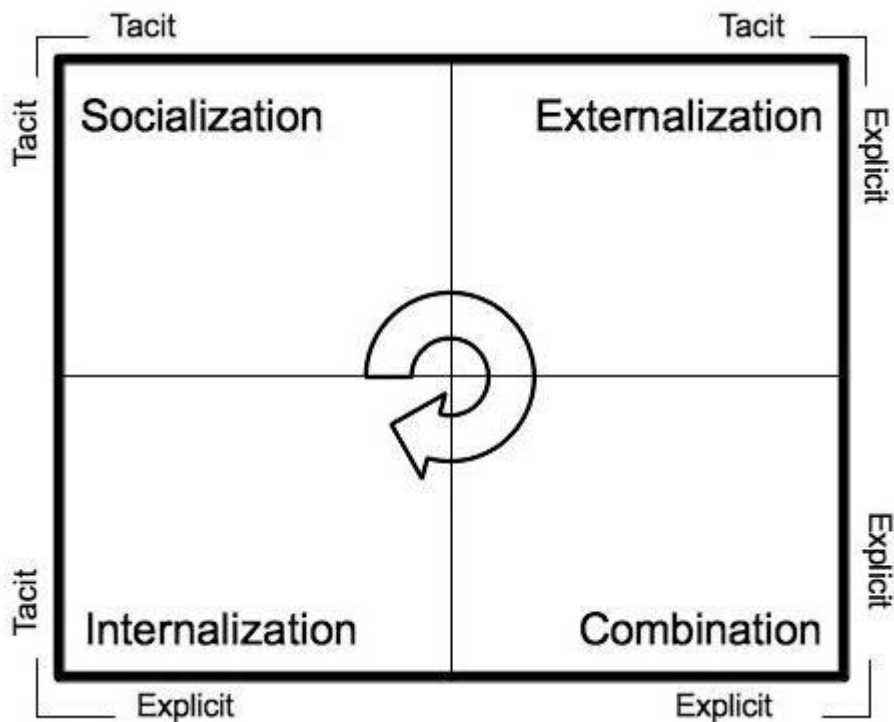 Tacit
Tacit
Tacit
Socialization
Externalization
Explicit
Explicit
Tacit
Internalization
Combination
Explicit
Explicit